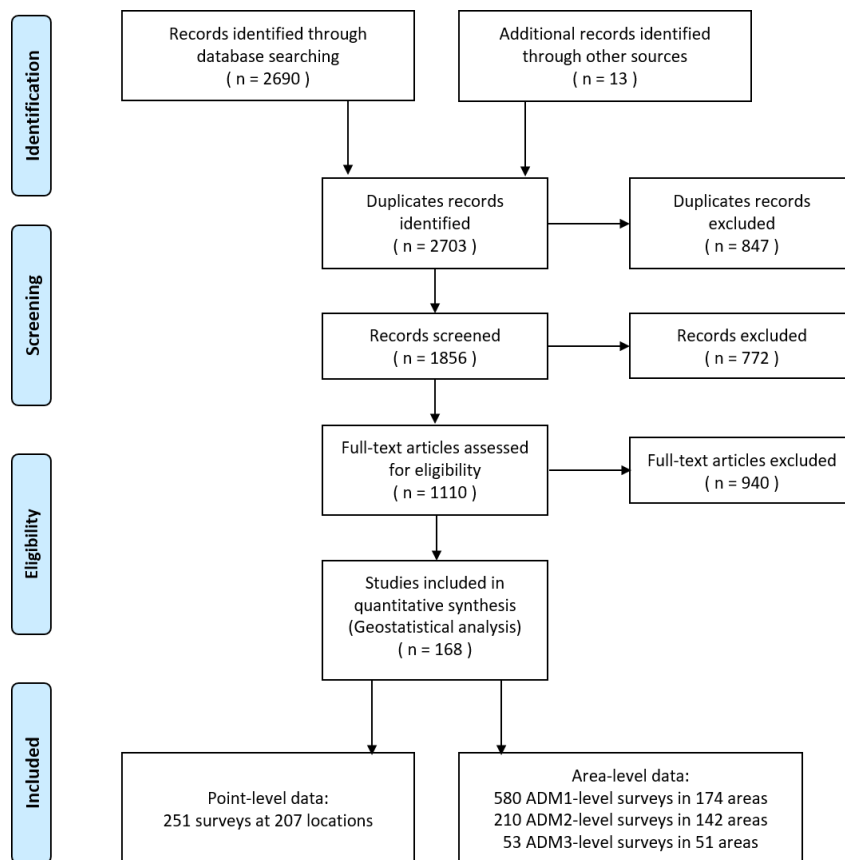 Identification
Records identified through
database searching
( n = 2690 )
Additional records identified
through other sources
( n = 13 )
Duplicates records
identified
( n = 2703 )
Duplicates records
excluded
( n = 847 )
Screening
Records screened
( n = 1856 )
Records excluded
( n = 772 )
Eligibility
Full-text articles assessed
for eligibility
( n = 1110 )
Full-text articles excluded
( n = 940 )
Studies included in
quantitative synthesis
(Geostatistical analysis)
( n = 168 )
Included
Point-level data:
251 surveys at 207 locations
Area-level data:
580 ADM1-level surveys in 174 areas
210 ADM2-level surveys in 142 areas
53 ADM3-level surveys in 51 areas